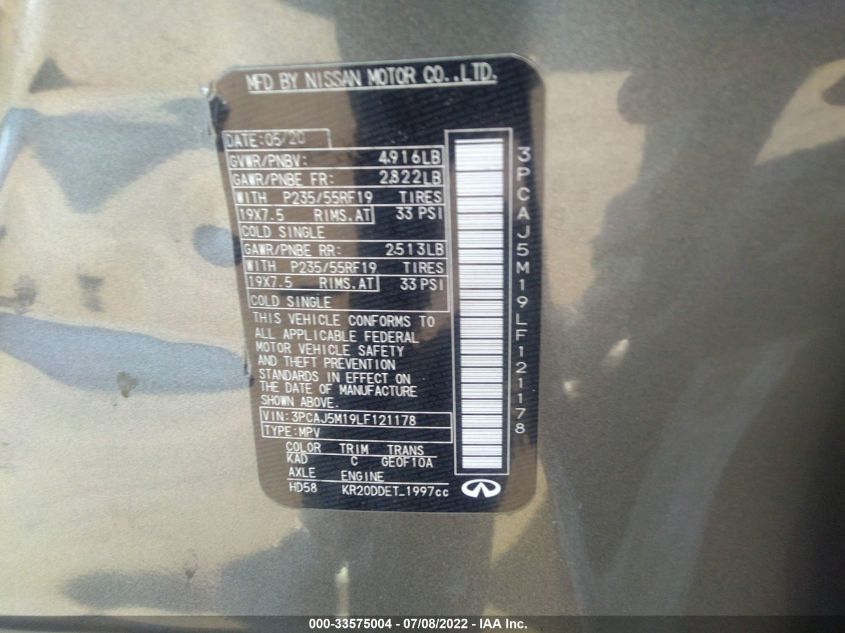 MFD BY NISSAN MOTOR CO.,LTD.
DATE:05/20
GVWR/PNBV: 4916LB
GAWR/PNBE FR: 2822LB
WITH P235/55RF19 TIRES
19X7.5 RIMS.AT 33 PSI
COLD SINGLE
GAWR/PNBE RR: 2513LB
WITH P235/55RF19 TIRES
19X7.5 RIMS.AT 33 PSI
COLD SINGLE
THIS VEHICLE CONFORMS TO
ALL APPLICABLE FEDERAL
MOTOR VEHICLE SAFETY
AND THEFT PREVENTION
STANDARDS IN EFFECT ON
THE DATE OF MANUFACTURE
SHOWN ABOVE.
VIN:3PCAJ5M19LF121178
TYPE:MPV
COLOR TRIM TRANS
KAD C GE0F10A
AXLE ENGINE
HD58 KR20DDET_1997cc
3PCAJ5M19LF121178
000-33575004 - 07/08/2022 - IAA Inc.